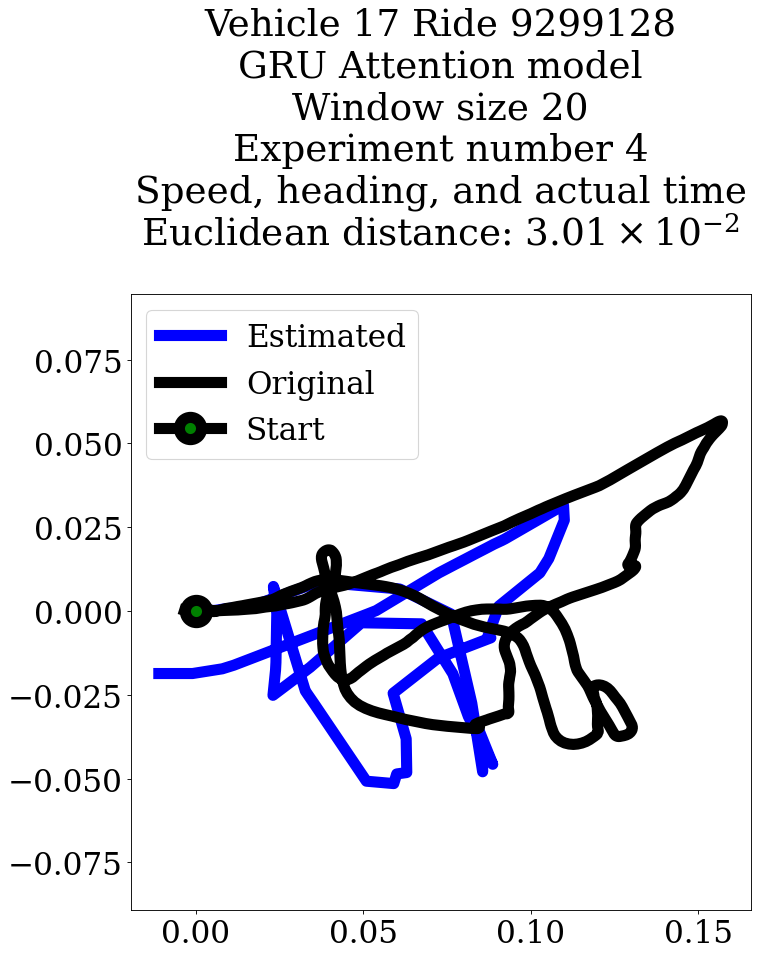 Vehicle 17 Ride 9299128
GRU Attention model
Window size 20
Experiment number 4
Speed, heading, and actual time
Euclidean distance: 3.01 × 10⁻²
Estimated
Original
Start
0.075
0.050
0.025
0.000
−0.025
−0.050
−0.075
0.00 0.05 0.10 0.15